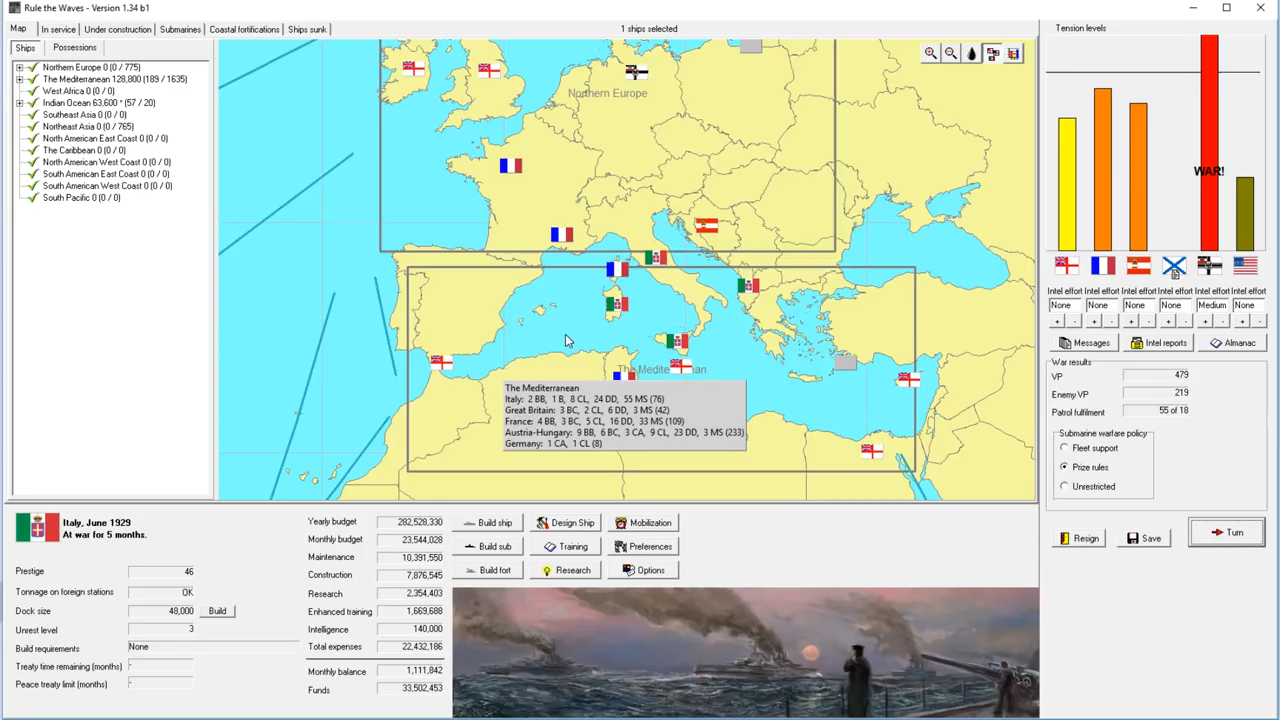 Rule the Waves - Version 1.34 b1
Map
In service
Under construction
Submarines
Coastal fortifications
Ships sunk
1 ships selected
Ships
Possessions
Northern Europe 0 (0 / 775)
The Mediterranean 128,800 (189 / 1635)
West Africa 0 (0 / 0)
Indian Ocean 63,600 * (57 / 20)
Southeast Asia 0 (0 / 0)
Northeast Asia 0 (0 / 765)
North American East Coast 0 (0 / 0)
The Caribbean 0 (0 / 0)
North American West Coast 0 (0 / 0)
South American East Coast 0 (0 / 0)
South American West Coast 0 (0 / 0)
South Pacific 0 (0 / 0)
Northern Europe
The Mediterranean
Italy: 2 BB, 1 B, 8 CL, 24 DD, 55 MS (76)
Great Britain: 3 BC, 2 CL, 6 DD, 3 MS (42)
France: 4 BB, 3 BC, 5 CL, 16 DD, 33 MS (109)
Austria-Hungary: 9 BB, 6 BC, 3 CA, 9 CL, 23 DD, 3 MS (233)
Germany: 1 CA, 1 CL (8)
Tension levels
WAR!
Intel effort Intel effort Intel effort Intel effort Intel effort Intel effort
None None None None Medium None
+ - + - + - + - + - + -
Messages
Intel reports
Almanac
War results
VP 479
Enemy VP 219
Patrol fulfilment 55 of 18
Submarine warfare policy
Fleet support
Prize rules
Unrestricted
Resign
Save
Turn
Italy, June 1929
At war for 5 months.
Prestige 46
Tonnage on foreign stations OK
Dock size 48,000 Build
Unrest level 3
Build requirements None
Treaty time remaining (months) -
Peace treaty limit (months) -
Yearly budget 282,528,330
Monthly budget 23,544,028
Maintenance 10,391,550
Construction 7,876,545
Research 2,354,403
Enhanced training 1,669,688
Intelligence 140,000
Total expenses 22,432,186
Monthly balance 1,111,842
Funds 33,502,453
Build ship
Design Ship
Mobilization
Build sub
Training
Preferences
Build fort
Research
Options